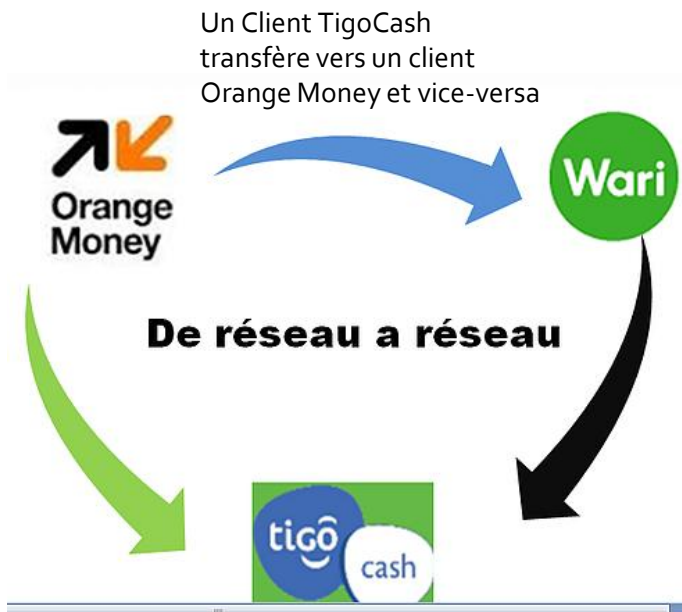 Un Client TigoCash
transfère vers un client
Orange Money et vice-versa
Orange
Money
Wari
De réseau a réseau
tigo
cash